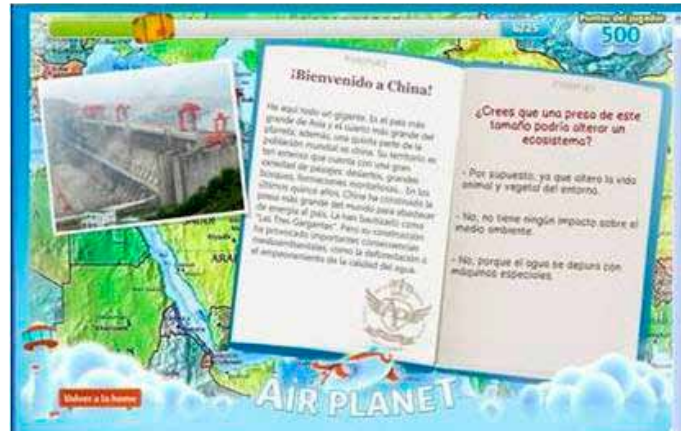 Puntos del jugador
500
PASAPORTE
¡Bienvenido a China!
He aquí todo un gigante. Es el país más
grande de Asia y el cuarto más grande del
planeta; además, una quinta parte de la
población mundial es china. Su territorio es
tan extenso que cuenta con una gran
variedad de paisajes: desiertos, grandes
bosques, formaciones montañosas... En los
últimos quince años, China ha construido la
presa más grande del mundo para abastecer
de energía al país. La han bautizado como
"Las Tres Gargantas". Pero su construcción
ha provocado importantes consecuencias
medioambientales, como la deforestación o
el empeoramiento de la calidad del agua.
PASAPORTE
¿Crees que una presa de este
tamaño podría alterar un
ecosistema?
- Por supuesto, ya que altera la vida
animal y vegetal del entorno.
- No, no tiene ningún impacto sobre el
medio ambiente.
- No, porque el agua se depura con
máquinas especiales.
AP
Volver a la home
AIR PLANET